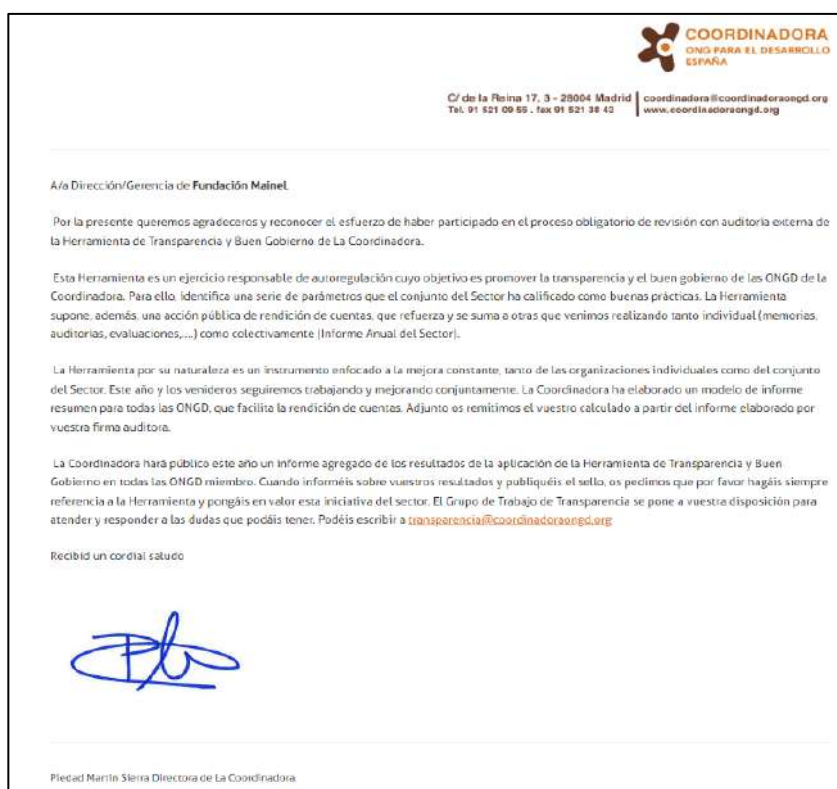 COORDINADORA
ONG PARA EL DESARROLLO
ESPAÑA
C/ de la Reina 17, 3 - 28004 Madrid
Tel. 91 521 09 55 . fax 91 521 38 42
coordinadora@coordinadoraongd.org
www.coordinadoraongd.org
A/a Dirección/Gerencia de Fundación Mainel.
Por la presente queremos agradeceros y reconocer el esfuerzo de haber participado en el proceso obligatorio de revisión con auditoría externa de
la Herramienta de Transparencia y Buen Gobierno de La Coordinadora.
Esta Herramienta es un ejercicio responsable de autoregulación cuyo objetivo es promover la transparencia y el buen gobierno de las ONGD de la
Coordinadora. Para ello, identifica una serie de parámetros que el conjunto del Sector ha calificado como buenas prácticas. La Herramienta
supone, además, una acción pública de rendición de cuentas, que refuerza y se suma a otras que venimos realizando tanto individual (memorias,
auditorias, evaluaciones,....) como colectivamente (Informe Anual del Sector).
La Herramienta por su naturaleza es un instrumento enfocado a la mejora constante, tanto de las organizaciones individuales como del conjunto
del Sector. Este año y los venideros seguiremos trabajando y mejorando conjuntamente. La Coordinadora ha elaborado un modelo de informe
resumen para todas las ONGD, que facilita la rendición de cuentas. Adjunto os remitimos el vuestro calculado a partir del informe elaborado por
vuestra firma auditora.
La Coordinadora hará público este año un informe agregado de los resultados de la aplicación de la Herramienta de Transparencia y Buen
Gobierno en todas las ONGD miembro. Cuando informéis sobre vuestros resultados y publiquéis el sello, os pedimos que por favor hagáis siempre
referencia a la Herramienta y pongáis en valor esta iniciativa del sector. El Grupo de Trabajo de Transparencia se pone a vuestra disposición para
atender y responder a las dudas que podáis tener. Podéis escribir a transparencia@coordinadoraongd.org
Recibid un cordial saludo
Piedad Martín Sierra Directora de La Coordinadora